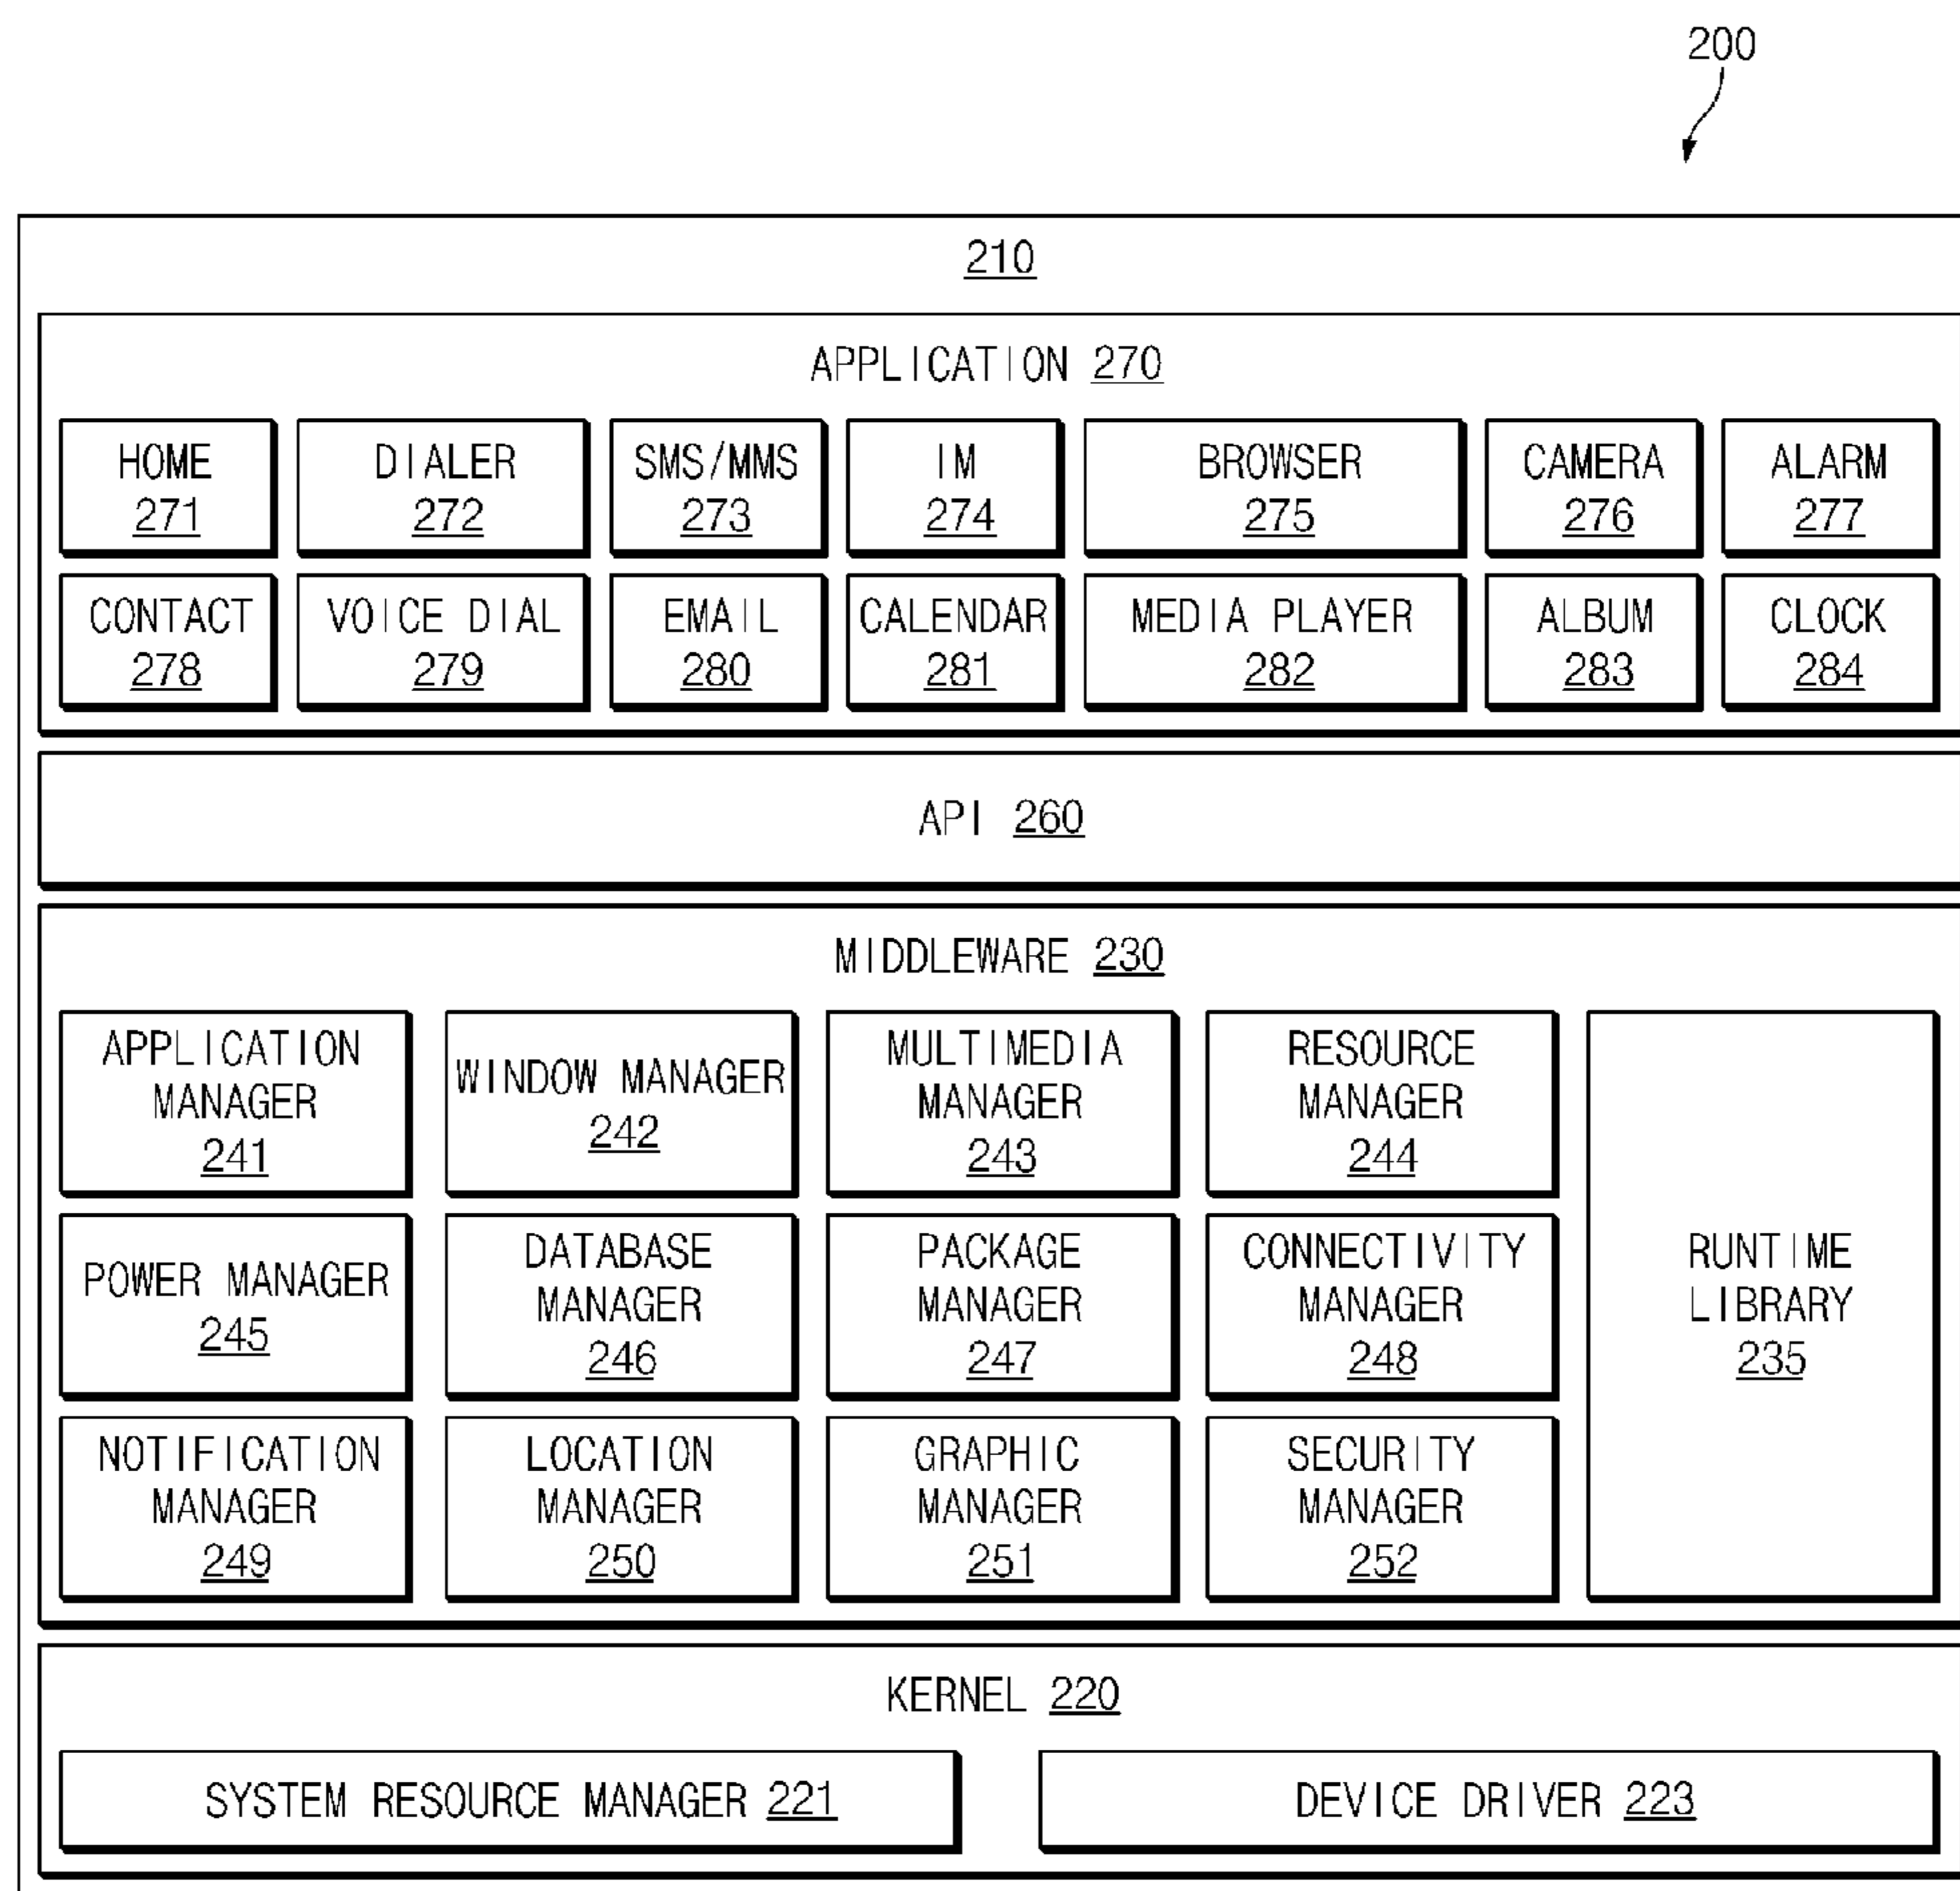 200
210
APPLICATION 270
HOME
271
DIALER
272
SMS/MMS
273
IM
274
BROWSER
275
CAMERA
276
ALARM
277
CONTACT
278
VOICE DIAL
279
EMAIL
280
CALENDAR
281
MEDIA PLAYER
282
ALBUM
283
CLOCK
284
API 260
MIDDLEWARE 230
APPLICATION
MANAGER
241
WINDOW MANAGER
242
MULTIMEDIA
MANAGER
243
RESOURCE
MANAGER
244
POWER MANAGER
245
DATABASE
MANAGER
246
PACKAGE
MANAGER
247
CONNECTIVITY
MANAGER
248
NOTIFICATION
MANAGER
249
LOCATION
MANAGER
250
GRAPHIC
MANAGER
251
SECURITY
MANAGER
252
RUNTIME
LIBRARY
235
KERNEL 220
SYSTEM RESOURCE MANAGER 221
DEVICE DRIVER 223